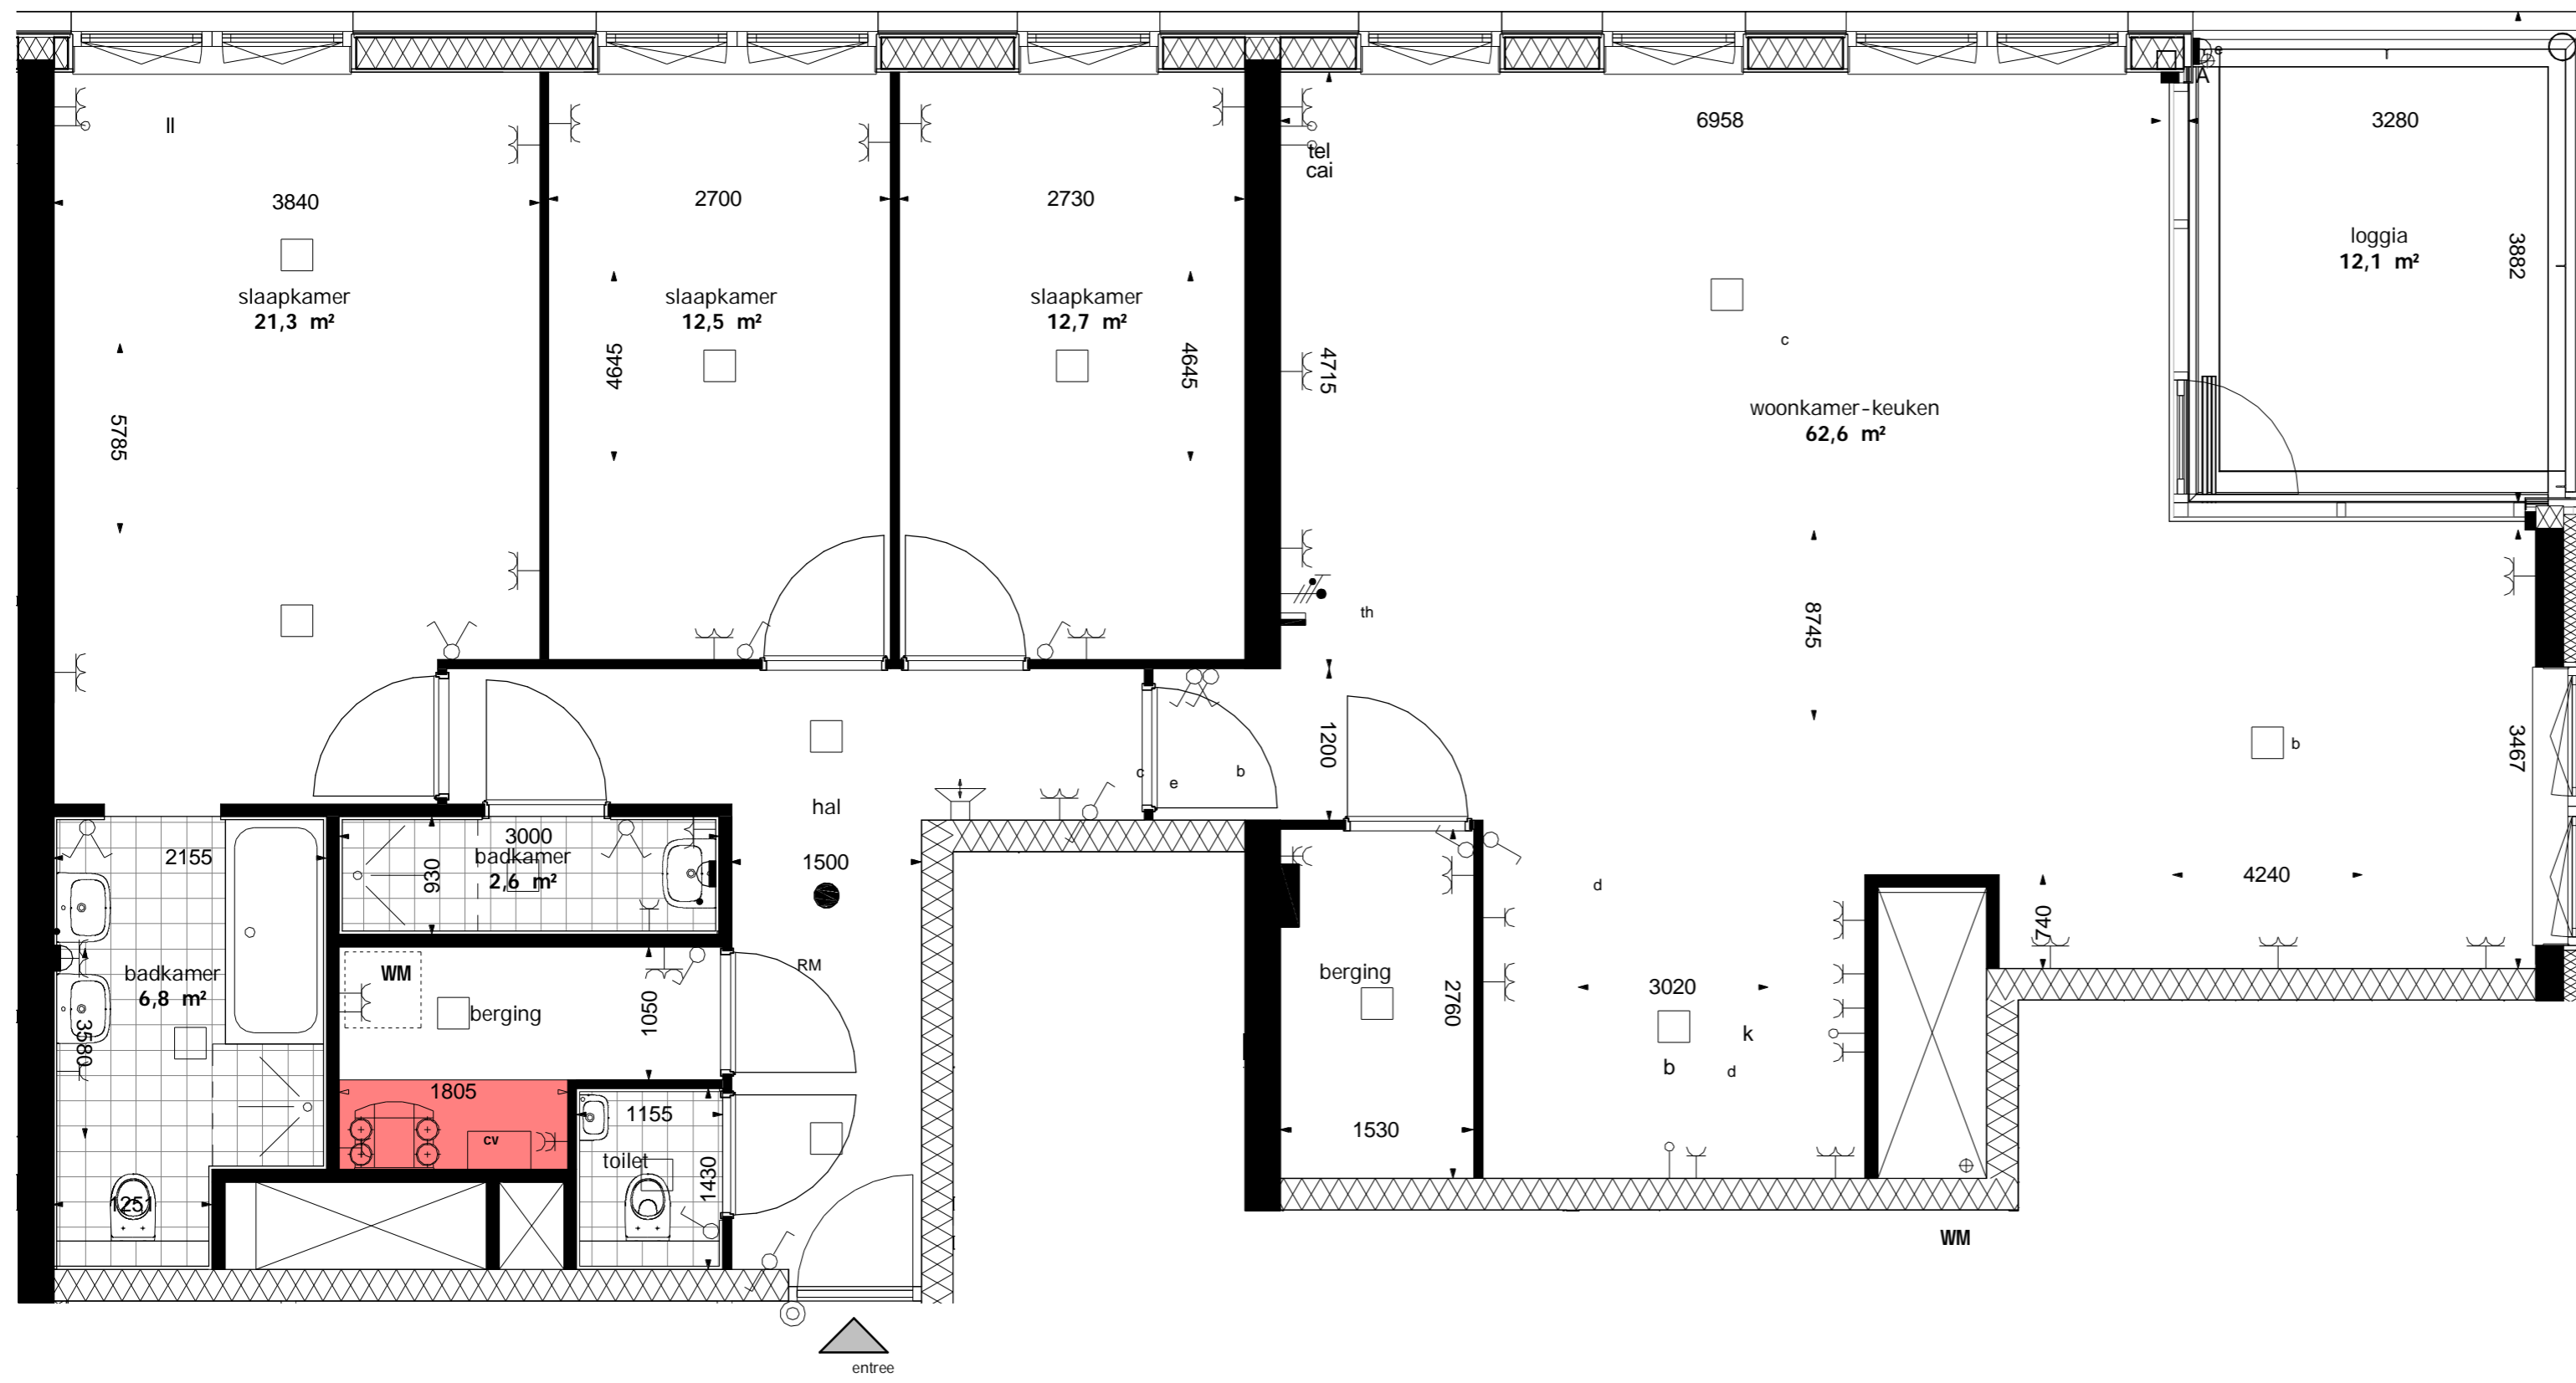 e
A
ll
6958
3280
tel
cai
3840
2700
2730
loggia
12,1 m²
3882
slaapkamer
21,3 m²
slaapkamer
12,5 m²
slaapkamer
12,7 m²
c
4645
4645
4715
woonkamer-keuken
62,6 m²
5785
th
8745
1200
3467
b
c
e
b
hal
3000
badkamer
2,6 m²
930
2155
1500
d
4240
740
RM
WM
badkamer
6,8 m²
berging
1050
3580
berging
2760
3020
k
b
d
1805
cv
1155
toilet
1430
1530
1251
WM
entree